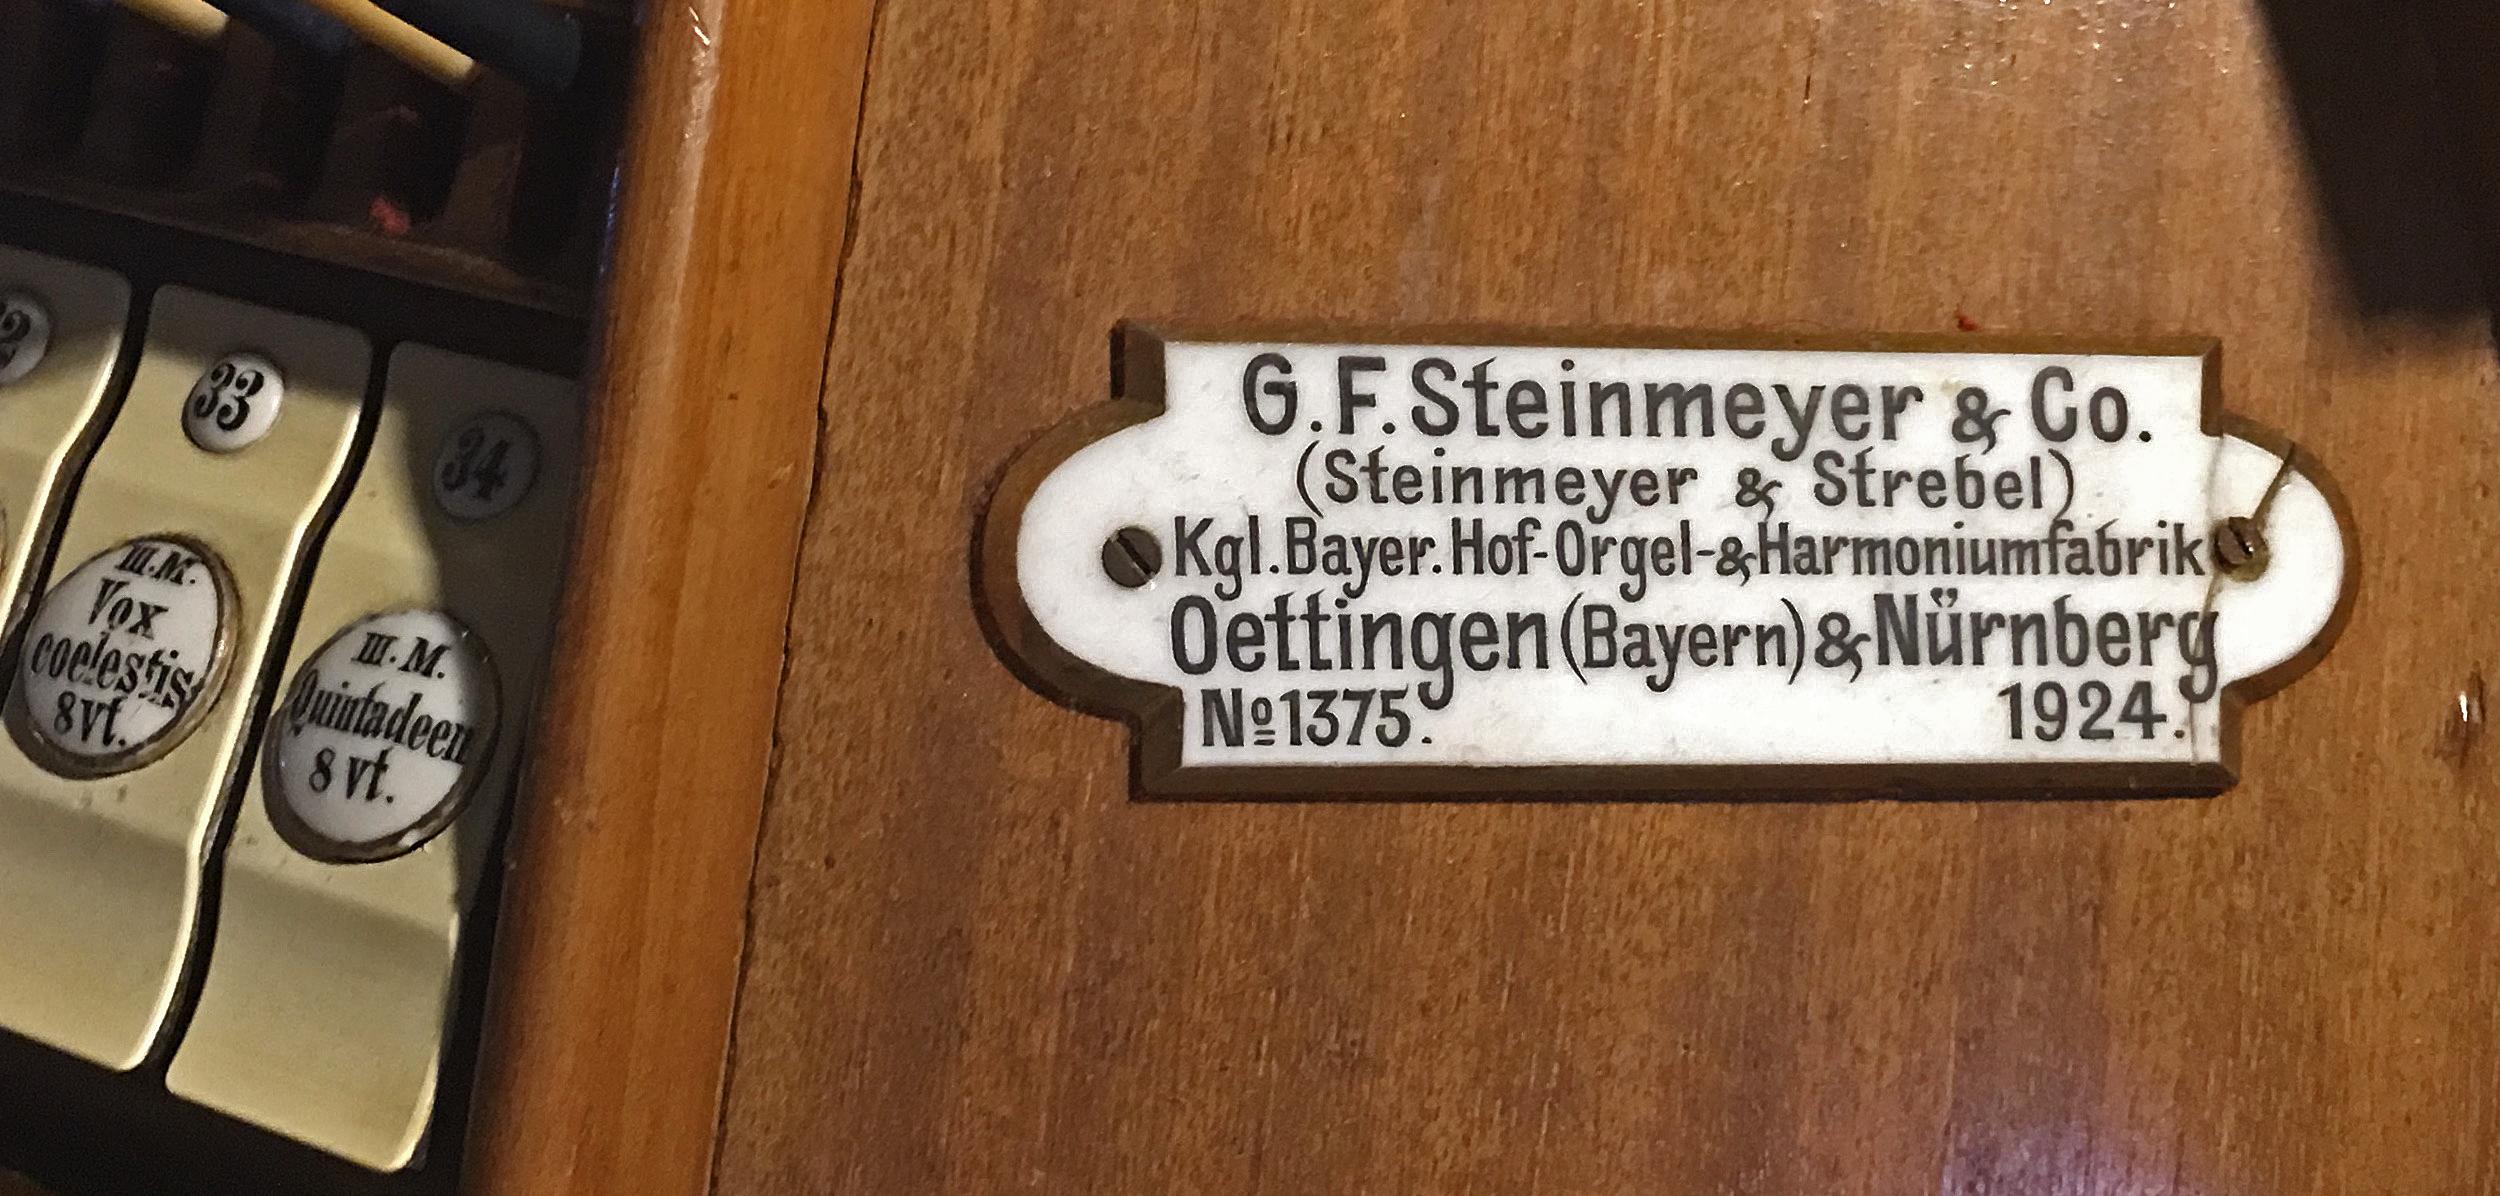 33
III. M.
Vox
coelestis
8 vt.
34
III. M.
Quintadeen
8 vt.
G. F. Steinmeyer & Co.
(Steinmeyer & Strebel)
Kgl. Bayer. Hof-Orgel-& Harmoniumfabrik
Oettingen (Bayern) & Nürnberg
Nº 1375. 1924.